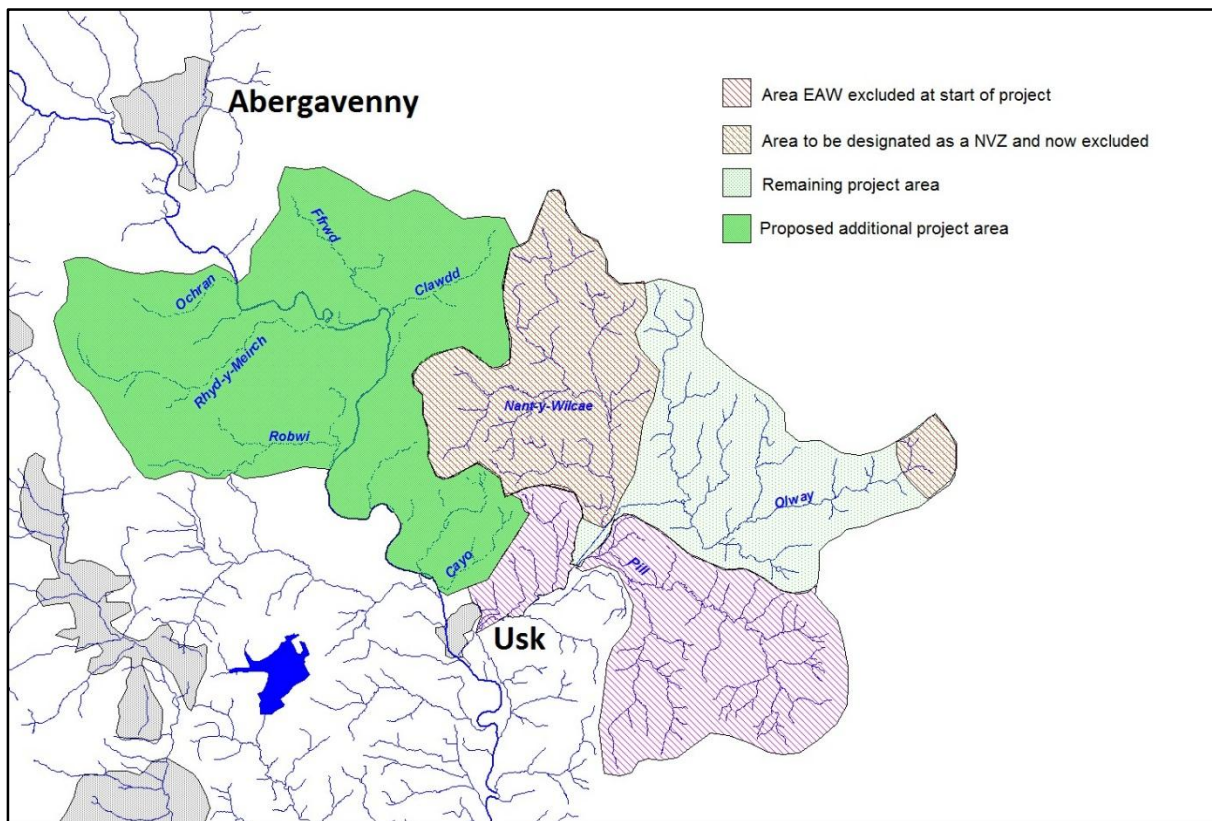 Abergavenny
Area EAW excluded at start of project
Area to be designated as a NVZ and now excluded
Remaining project area
Proposed additional project area
Ffrwd
Clawdd
Ochran
Rhyd-y-Meirch
Nant-y-Wilcae
Robwi
Olway
Cayo
Pill
Usk